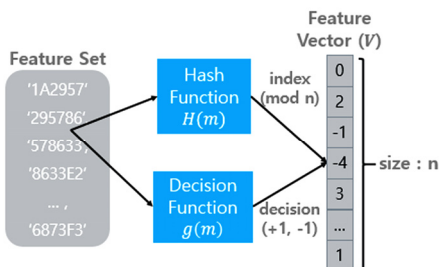 Feature Set
'1A2957'
'295786'
'578633'
'8633E2'
... ,
'6873F3'
Hash
Function
H(m)
Decision
Function
g(m)
index
(mod n)
decision
(+1, -1)
Feature
Vector (V)
0
2
-1
-4
3
...
1
size : n